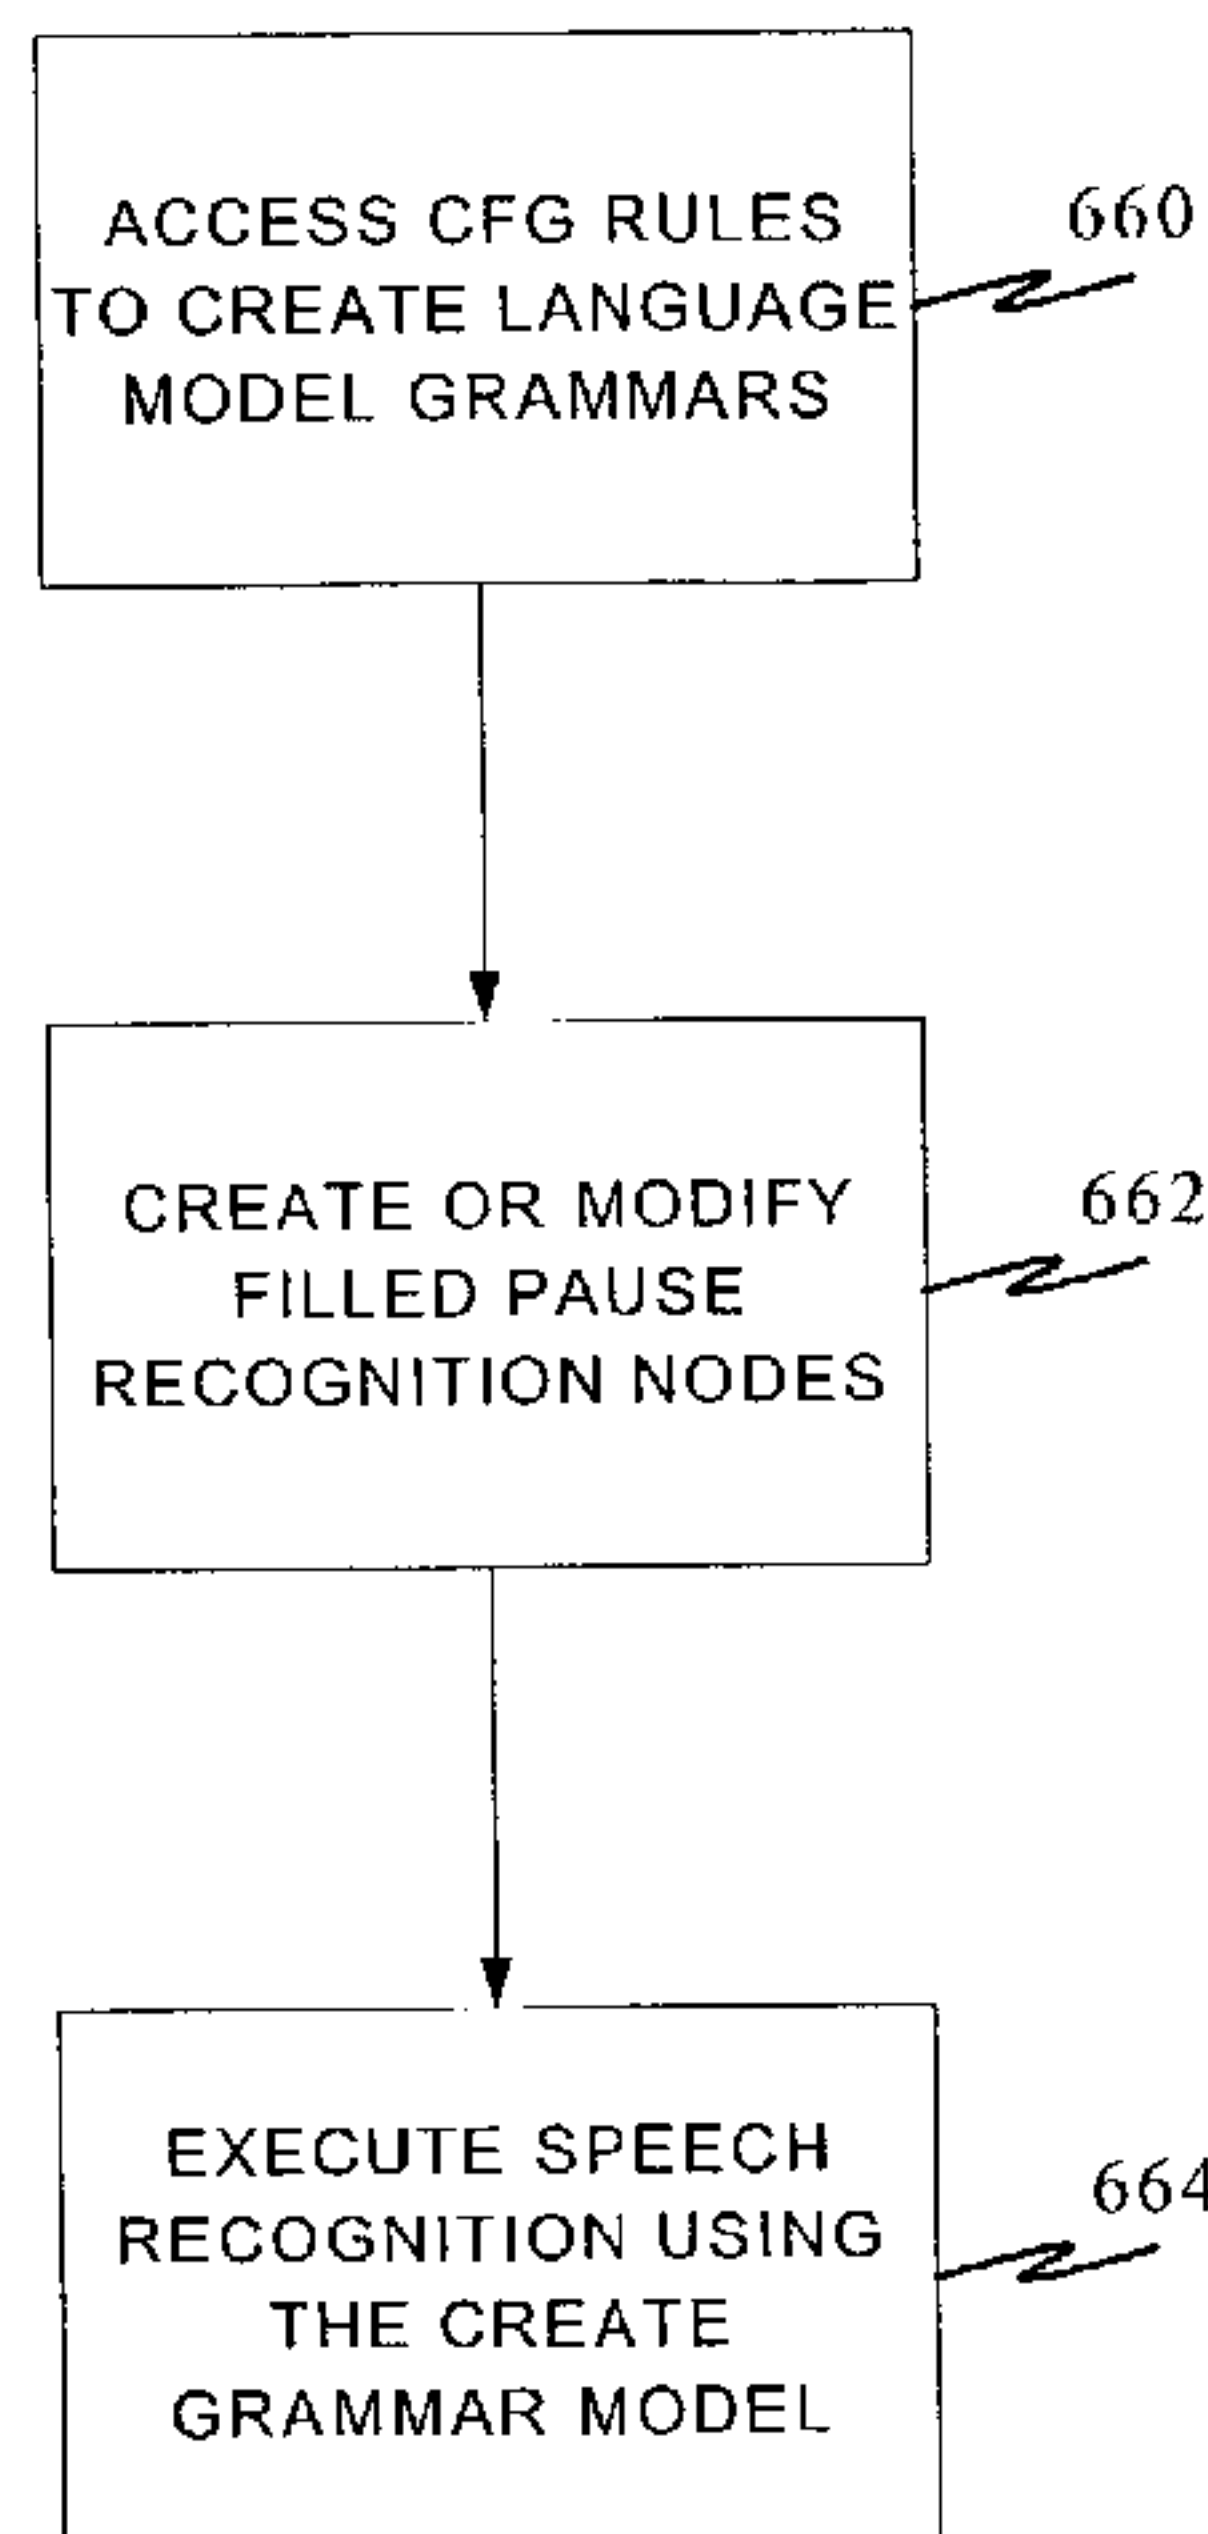 ACCESS CFG RULES
TO CREATE LANGUAGE
MODEL GRAMMARS
660
CREATE OR MODIFY
FILLED PAUSE
RECOGNITION NODES
662
EXECUTE SPEECH
RECOGNITION USING
THE CREATE
GRAMMAR MODEL
664